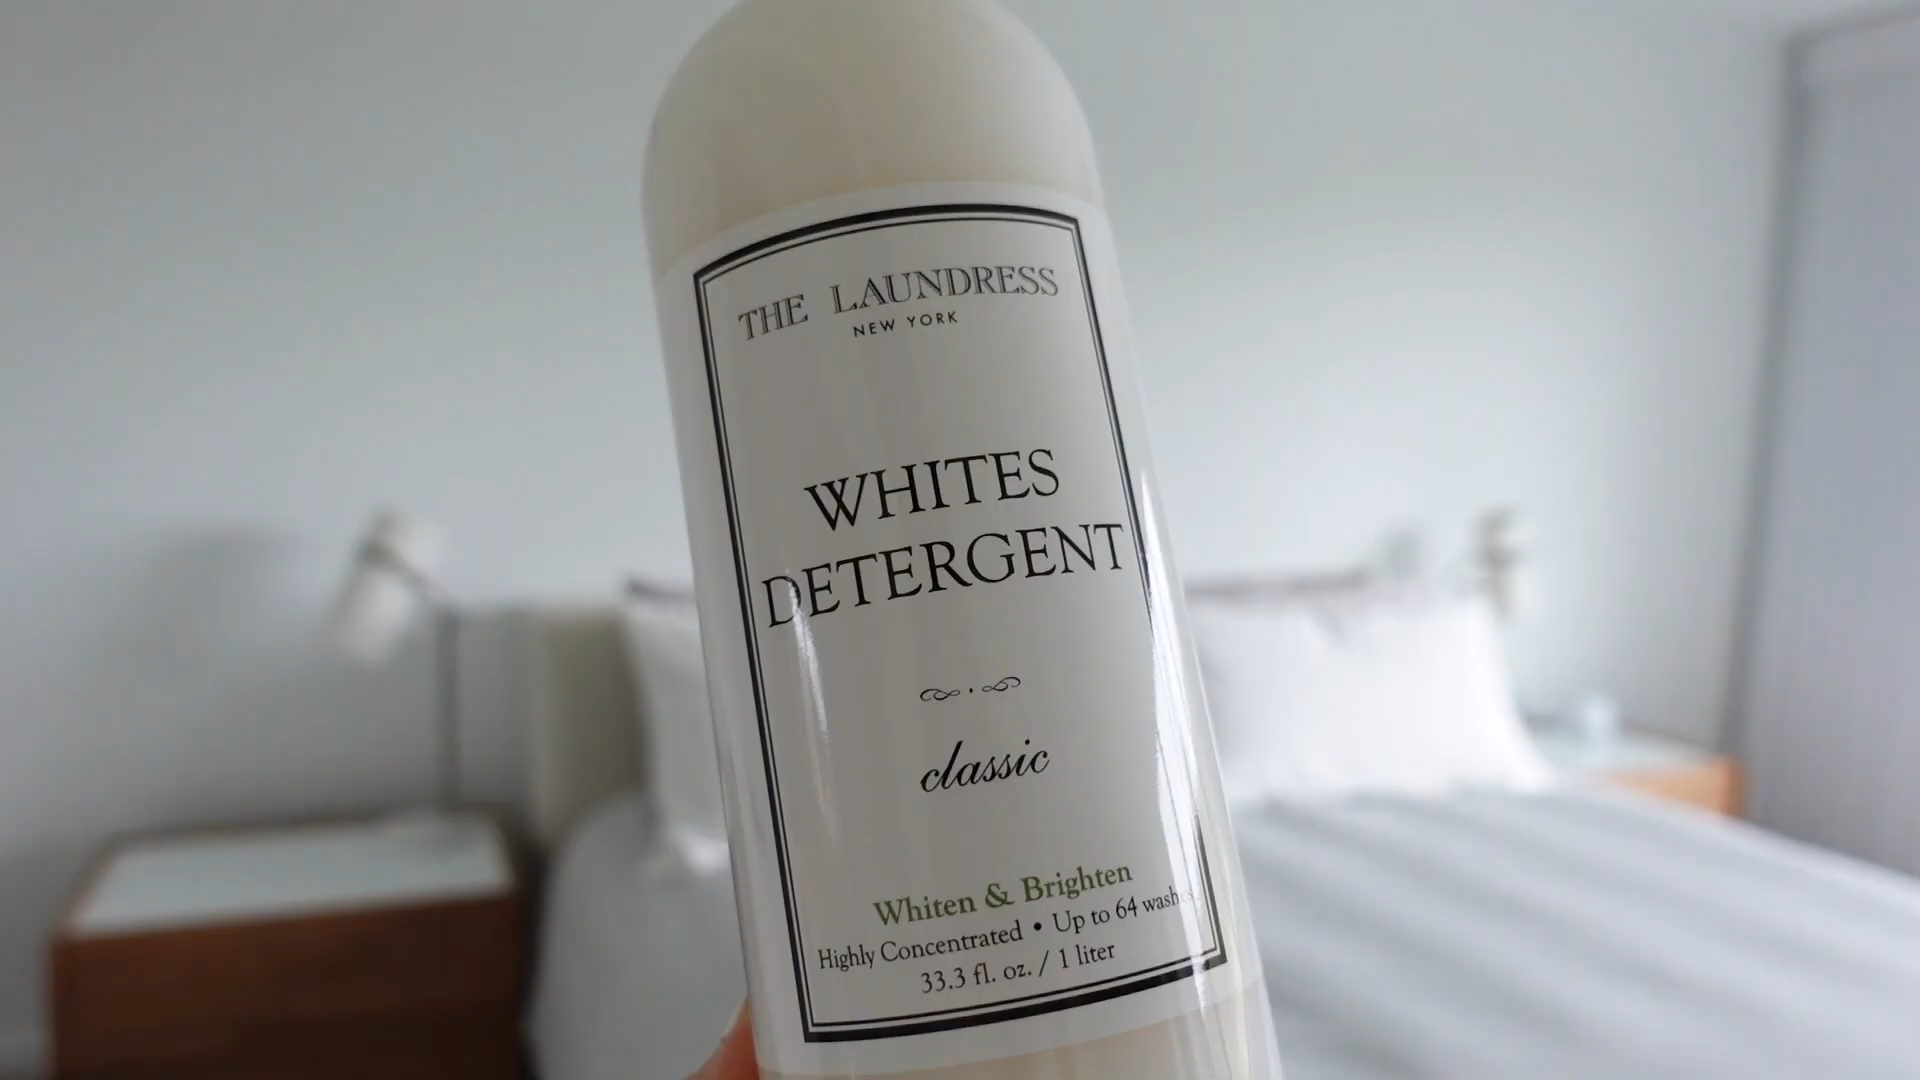 THE LAUNDRESS
NEW YORK
WHITES
DETERGENT
classic
Whiten & Brighten
Highly Concentrated • Up to 64 washes
33.3 fl. oz. / 1 liter